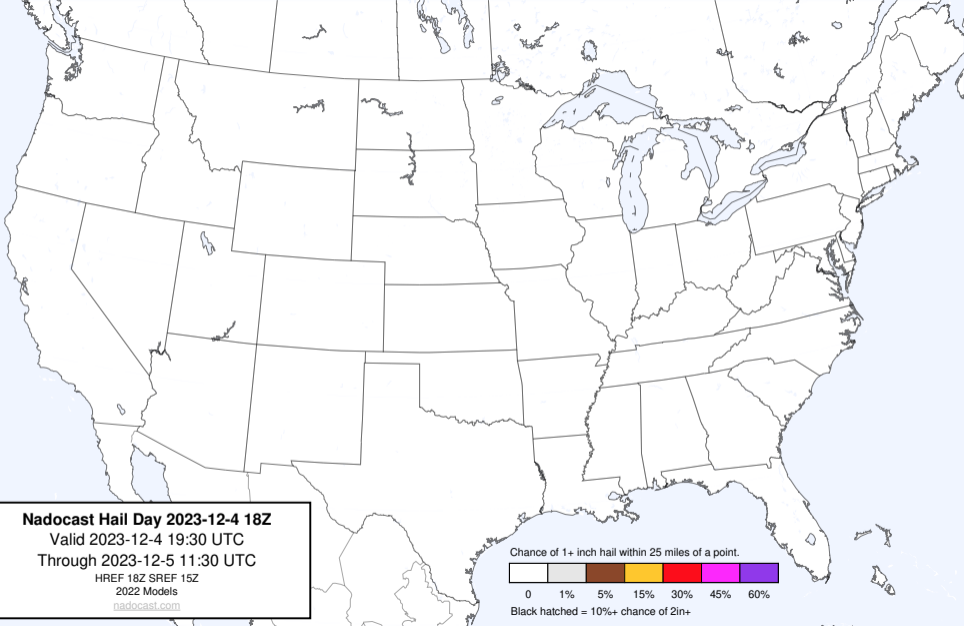 Nadocast Hail Day 2023-12-4 18Z
Valid 2023-12-4 19:30 UTC
Through 2023-12-5 11:30 UTC
HREF 18Z SREF 15Z
2022 Models
nadocast.com
Chance of 1+ inch hail within 25 miles of a point.
0 1% 5% 15% 30% 45% 60%
Black hatched = 10%+ chance of 2in+